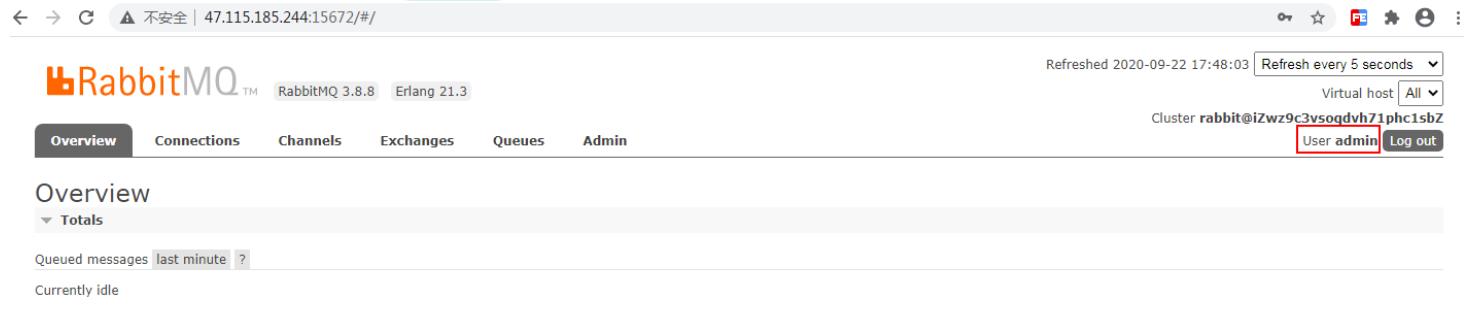 不安全 | 47.115.185.244:15672/#/
Refreshed 2020-09-22 17:48:03 Refresh every 5 seconds
RabbitMQ TM RabbitMQ 3.8.8 Erlang 21.3
Virtual host All
Cluster rabbit@iZwz9c3vsoqdvh71phc1sbZ
Overview Connections Channels Exchanges Queues Admin
User admin Log out
Overview
Totals
Queued messages last minute ?
Currently idle